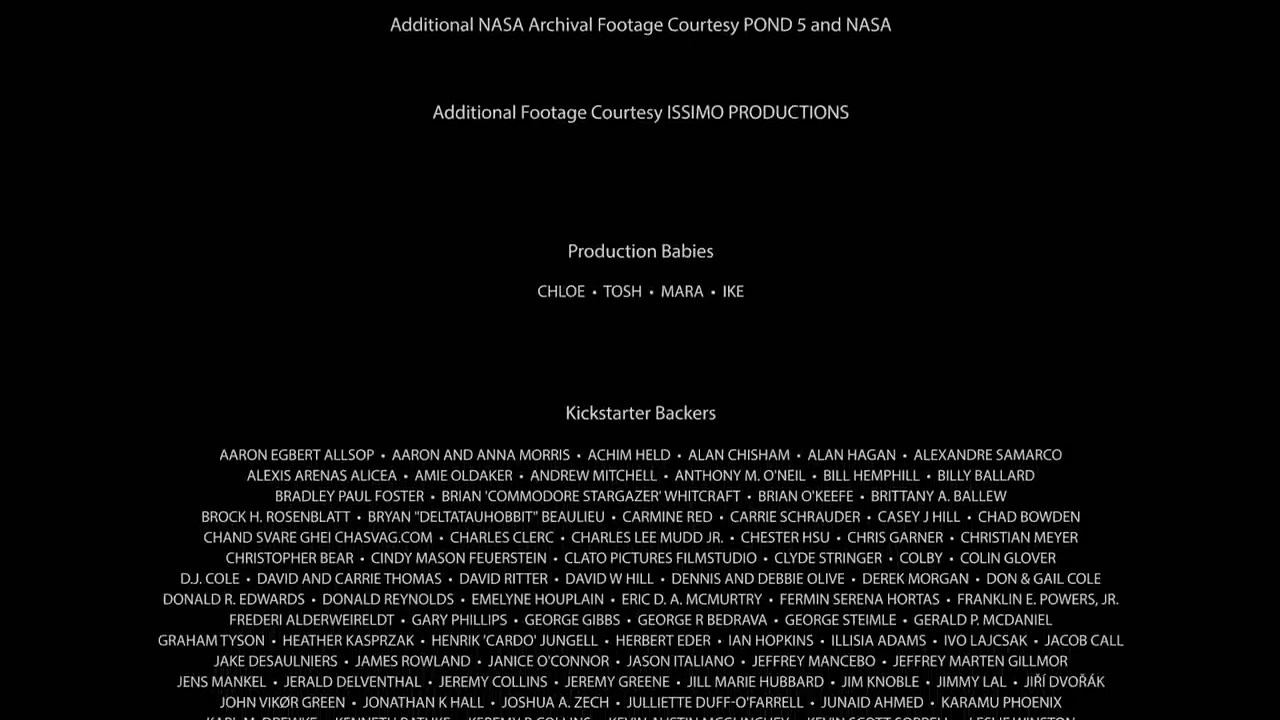 Additional NASA Archival Footage Courtesy POND 5 and NASA
Additional Footage Courtesy ISSIMO PRODUCTIONS
Production Babies
CHLOE • TOSH • MARA • IKE
Kickstarter Backers
AARON EGBERT ALLSOP • AARON AND ANNA MORRIS • ACHIM HELD • ALAN CHISHAM • ALAN HAGAN • ALEXANDRE SAMARCO
ALEXIS ARENAS ALICEA • AMIE OLDAKER • ANDREW MITCHELL • ANTHONY M. O'NEIL • BILL HEMPHILL • BILLY BALLARD
BRADLEY PAUL FOSTER • BRIAN 'COMMODORE STARGAZER' WHITCRAFT • BRIAN O'KEEFE • BRITTANY A. BALLEW
BROCK H. ROSENBLATT • BRYAN "DELTATAUHOBBIT" BEAULIEU • CARMINE RED • CARRIE SCHRAUDER • CASEY J HILL • CHAD BOWDEN
CHAND SVARE GHEI CHASVAG.COM • CHARLES CLERC • CHARLES LEE MUDD JR. • CHESTER HSU • CHRIS GARNER • CHRISTIAN MEYER
CHRISTOPHER BEAR • CINDY MASON FEUERSTEIN • CLATO PICTURES FILMSTUDIO • CLYDE STRINGER • COLBY • COLIN GLOVER
D.J. COLE • DAVID AND CARRIE THOMAS • DAVID RITTER • DAVID W HILL • DENNIS AND DEBBIE OLIVE • DEREK MORGAN • DON & GAIL COLE
DONALD R. EDWARDS • DONALD REYNOLDS • EMELYNE HOUPLAIN • ERIC D. A. MCMURTRY • FERMIN SERENA HORTAS • FRANKLIN E. POWERS, JR.
FREDERI ALDERWEIRELDT • GARY PHILLIPS • GEORGE GIBBS • GEORGE R BEDRAVA • GEORGE STEIMLE • GERALD P. MCDANIEL
GRAHAM TYSON • HEATHER KASPRZAK • HENRIK 'CARDO' JUNGELL • HERBERT EDER • IAN HOPKINS • ILLISIA ADAMS • IVO LAJCSAK • JACOB CALL
JAKE DESAULNIERS • JAMES ROWLAND • JANICE O'CONNOR • JASON ITALIANO • JEFFREY MANCEBO • JEFFREY MARTEN GILLMOR
JENS MANKEL • JERALD DELVENTHAL • JEREMY COLLINS • JEREMY GREENE • JILL MARIE HUBBARD • JIM KNOBLE • JIMMY LAL • JIŘÍ DVOŘÁK
JOHN VIKØR GREEN • JONATHAN K HALL • JOSHUA A. ZECH • JULLIETTE DUFF-O'FARRELL • JUNAID AHMED • KARAMU PHOENIX